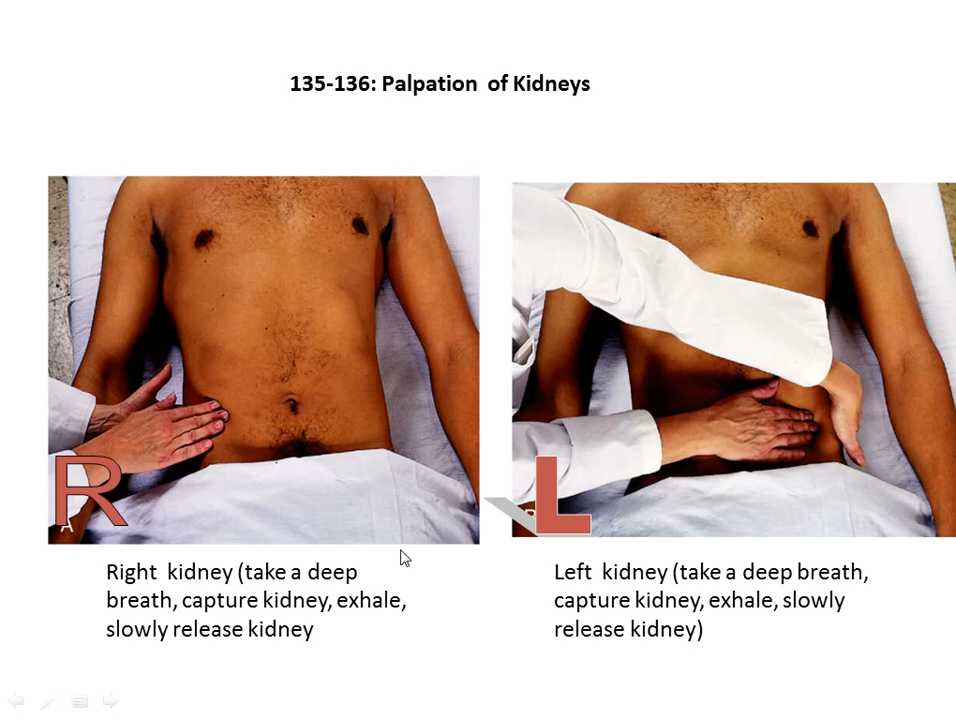 135-136: Palpation of Kidneys
R
A
L
Right kidney (take a deep
breath, capture kidney, exhale,
slowly release kidney
Left kidney (take a deep breath,
capture kidney, exhale, slowly
release kidney)